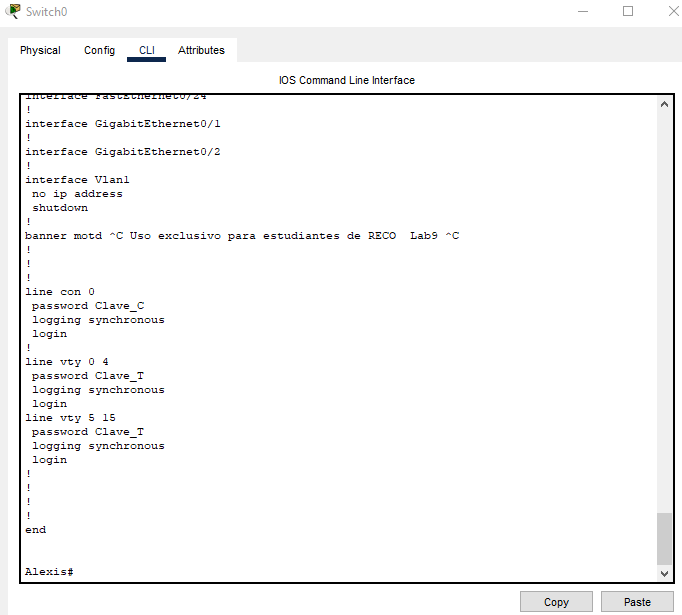 Switch0
Physical Config CLI Attributes
IOS Command Line Interface
interface FastEthernet0/24
!
interface GigabitEthernet0/1
!
interface GigabitEthernet0/2
!
interface Vlan1
 no ip address
 shutdown
!
banner motd ^C Uso exclusivo para estudiantes de RECO  Lab9 ^C
!
!
!
line con 0
 password Clave_C
 logging synchronous
 login
!
line vty 0 4
 password Clave_T
 logging synchronous
 login
line vty 5 15
 password Clave_T
 logging synchronous
 login
!
!
!
!
end
Alexis#
Copy Paste